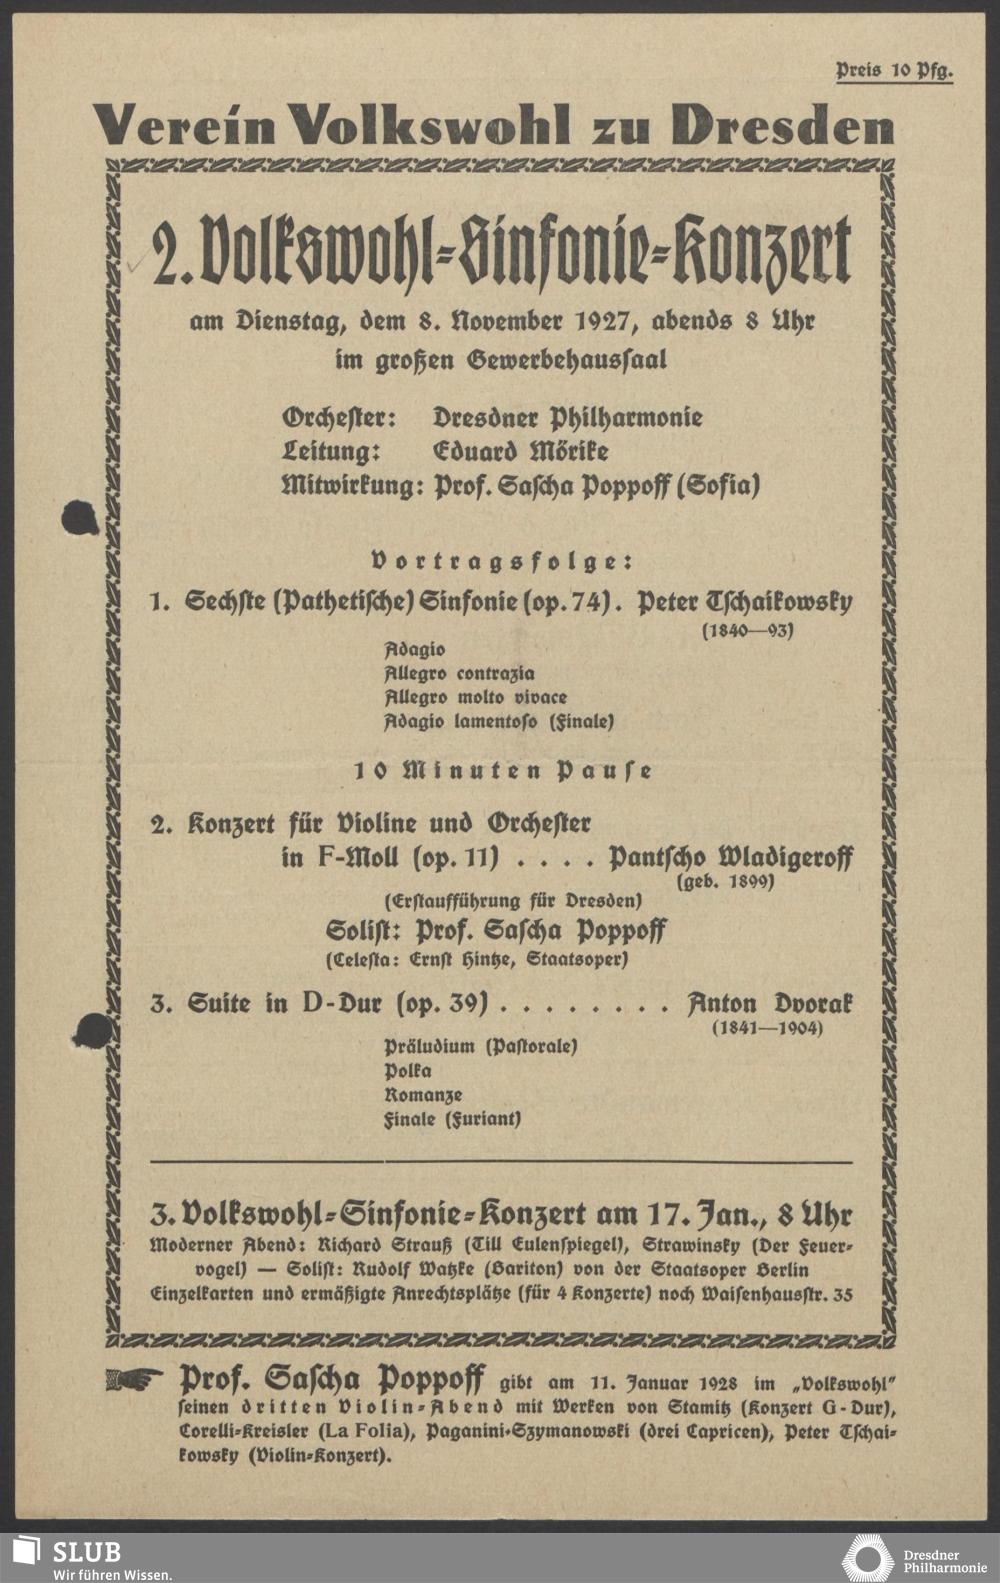 Preis 10 Pfg.
Verein Volkswohl zu Dresden
2. Volkswohl-Sinfonie-Konzert
am Dienstag, dem 8. November 1927, abends 8 Uhr
im großen Gewerbehaussaal
Orchester: Dresdner Philharmonie
Leitung: Eduard Mörike
Mitwirkung: Prof. Sascha Poppoff (Sofia)
Vortragsfolge:
1. Sechste (Pathetische) Sinfonie (op. 74). Peter Tschaikowsky
(1840—93)
Adagio
Allegro contrazia
Allegro molto vivace
Adagio lamentoso (Finale)
10 Minuten Pause
2. Konzert für Violine und Orchester
in F-Moll (op. 11) . . . . Pantscho Wladigeroff
(geb. 1899)
(Erstaufführung für Dresden)
Solist: Prof. Sascha Poppoff
(Celesta: Ernst Hintze, Staatsoper)
3. Suite in D-Dur (op. 39) . . . . . . . . Anton Dvorak
(1841—1904)
Präludium (Pastorale)
Polka
Romanze
Finale (Furiant)
3. Volkswohl-Sinfonie-Konzert am 17. Jan., 8 Uhr
Moderner Abend: Richard Strauß (Till Eulenspiegel), Strawinsky (Der Feuer-
vogel) — Solist: Rudolf Watzke (Bariton) von der Staatsoper Berlin
Einzelkarten und ermäßigte Anrechtsplätze (für 4 Konzerte) noch Waisenhausstr. 35
Prof. Sascha Poppoff gibt am 11. Januar 1928 im „Volkswohl"
seinen dritten Violin-Abend mit Werken von Stamitz (Konzert G-Dur),
Corelli-Kreisler (La Folia), Paganini-Szymanowski (drei Capricen), Peter Tschai-
kowsky (Violin-Konzert).
SLUB
Wir führen Wissen.
Dresdner
Philharmonie